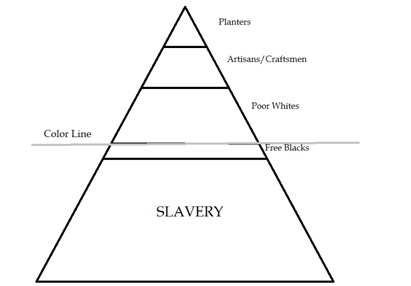 Planters
Artisans/Craftsmen
Poor Whites
Color Line
Free Blacks
SLAVERY